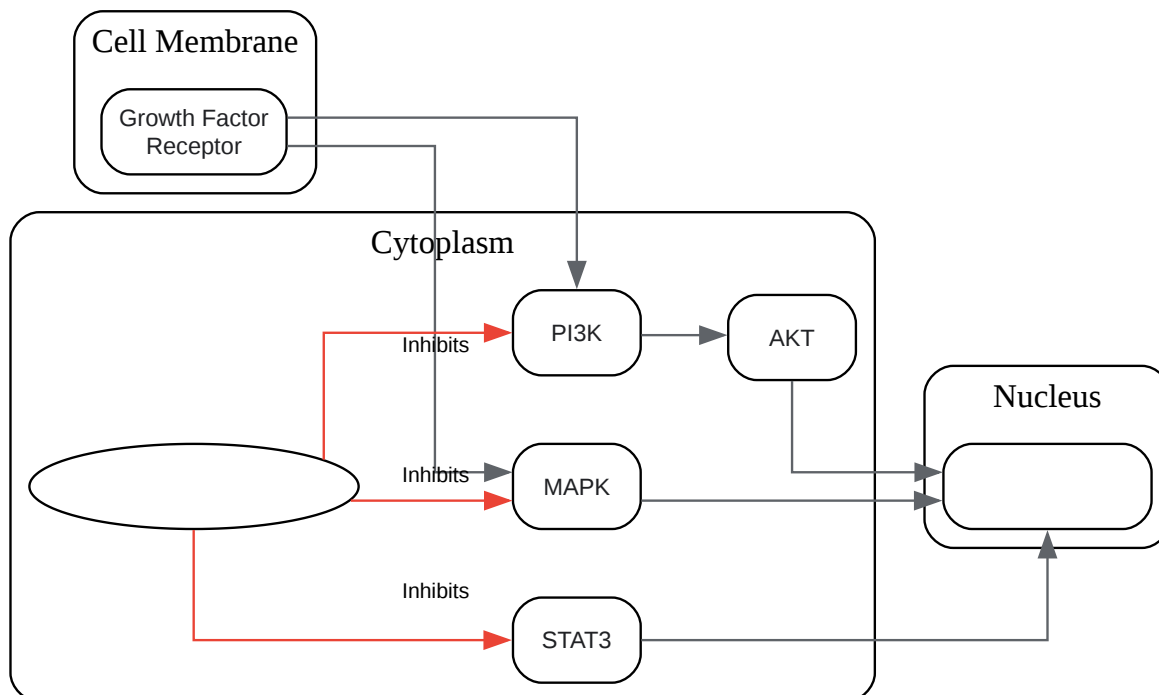 Cell Membrane
Growth Factor
Receptor
Cytoplasm
Inhibits
PI3K
AKT
Nucleus
Inhibits
MAPK
Inhibits
STAT3